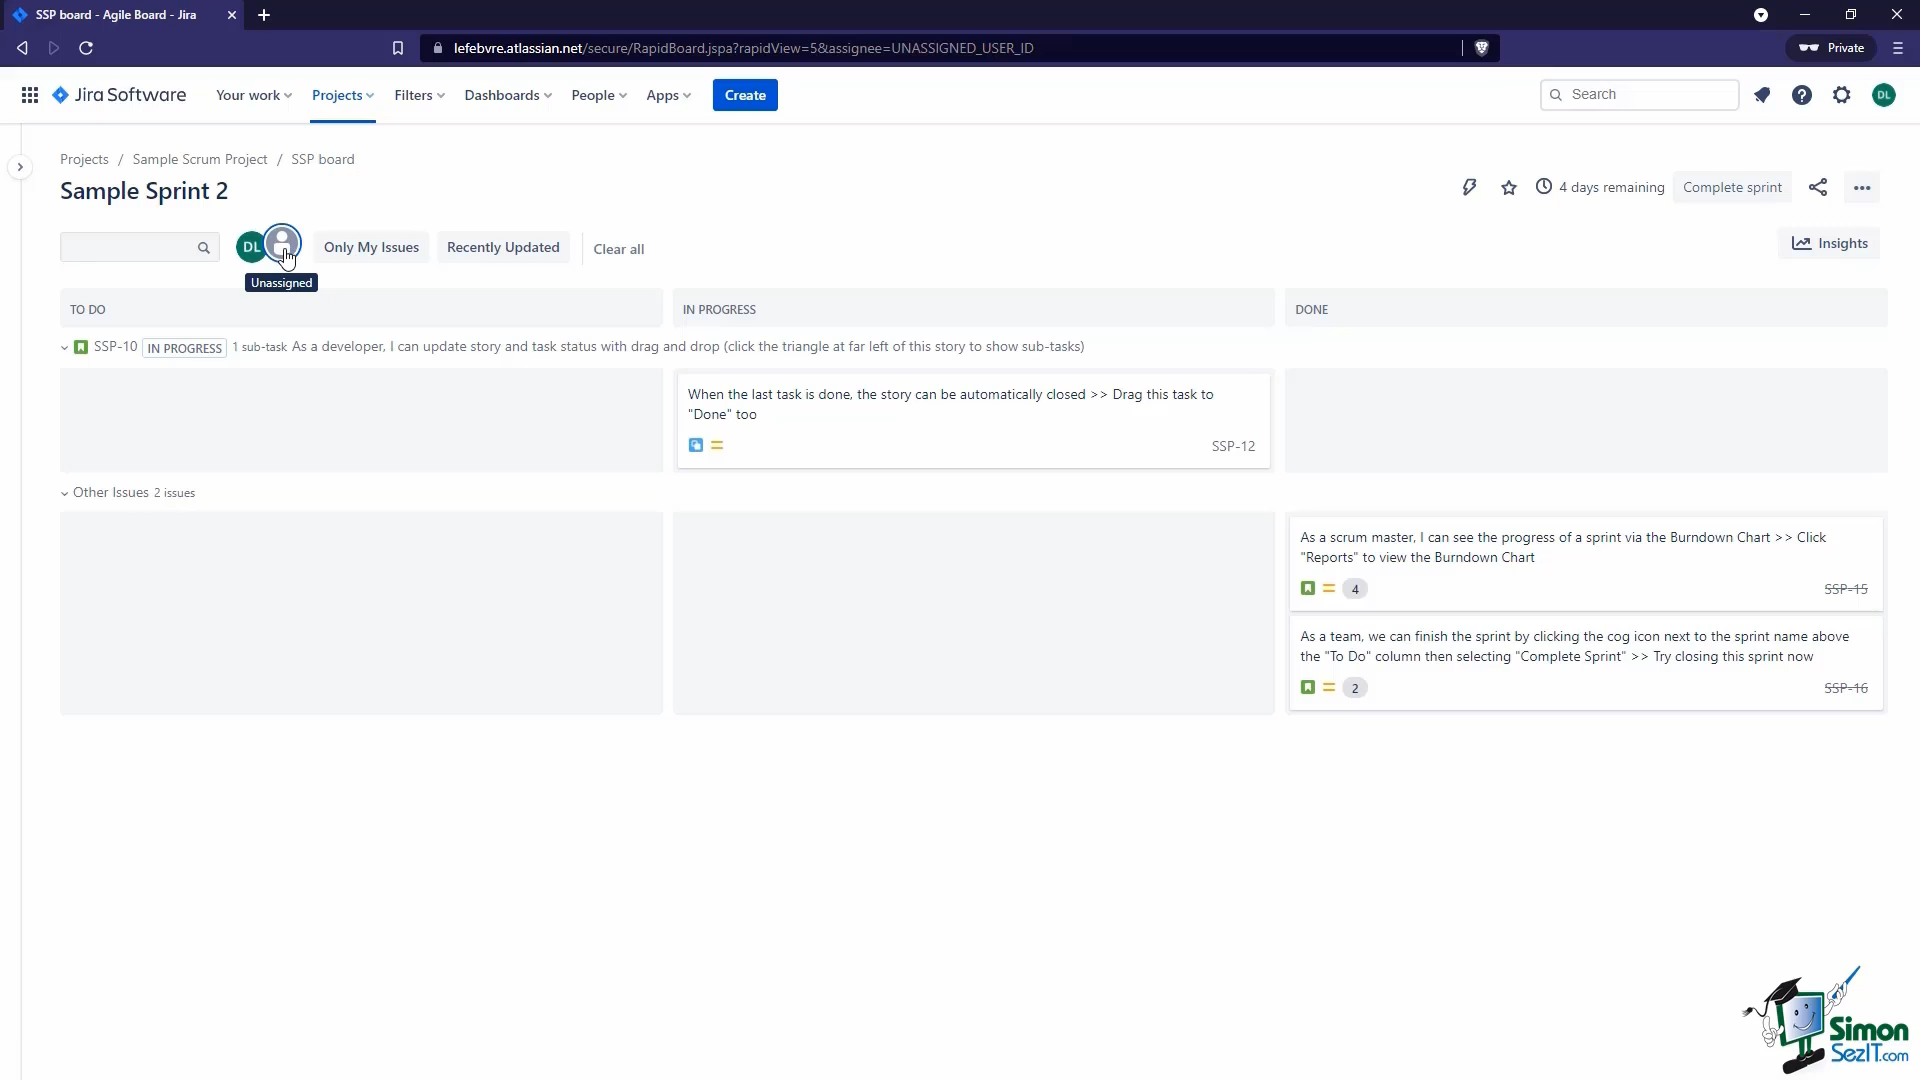 SSP board - Agile Board - Jira
lefebvre.atlassian.net/secure/RapidBoard.jspa?rapidView=5&assignee=UNASSIGNED_USER_ID
Private
Jira Software
Your work
Projects
Filters
Dashboards
People
Apps
Create
Search
DL
Projects / Sample Scrum Project / SSP board
Sample Sprint 2
4 days remaining
Complete sprint
DL
Only My Issues
Recently Updated
Clear all
Insights
Unassigned
TO DO
IN PROGRESS
DONE
SSP-10 IN PROGRESS 1 sub-task As a developer, I can update story and task status with drag and drop (click the triangle at far left of this story to show sub-tasks)
When the last task is done, the story can be automatically closed >> Drag this task to
"Done" too
SSP-12
Other Issues 2 issues
As a scrum master, I can see the progress of a sprint via the Burndown Chart >> Click
"Reports" to view the Burndown Chart
4
SSP-15
As a team, we can finish the sprint by clicking the cog icon next to the sprint name above
the "To Do" column then selecting "Complete Sprint" >> Try closing this sprint now
2
SSP-16
Simon
SezIT.com